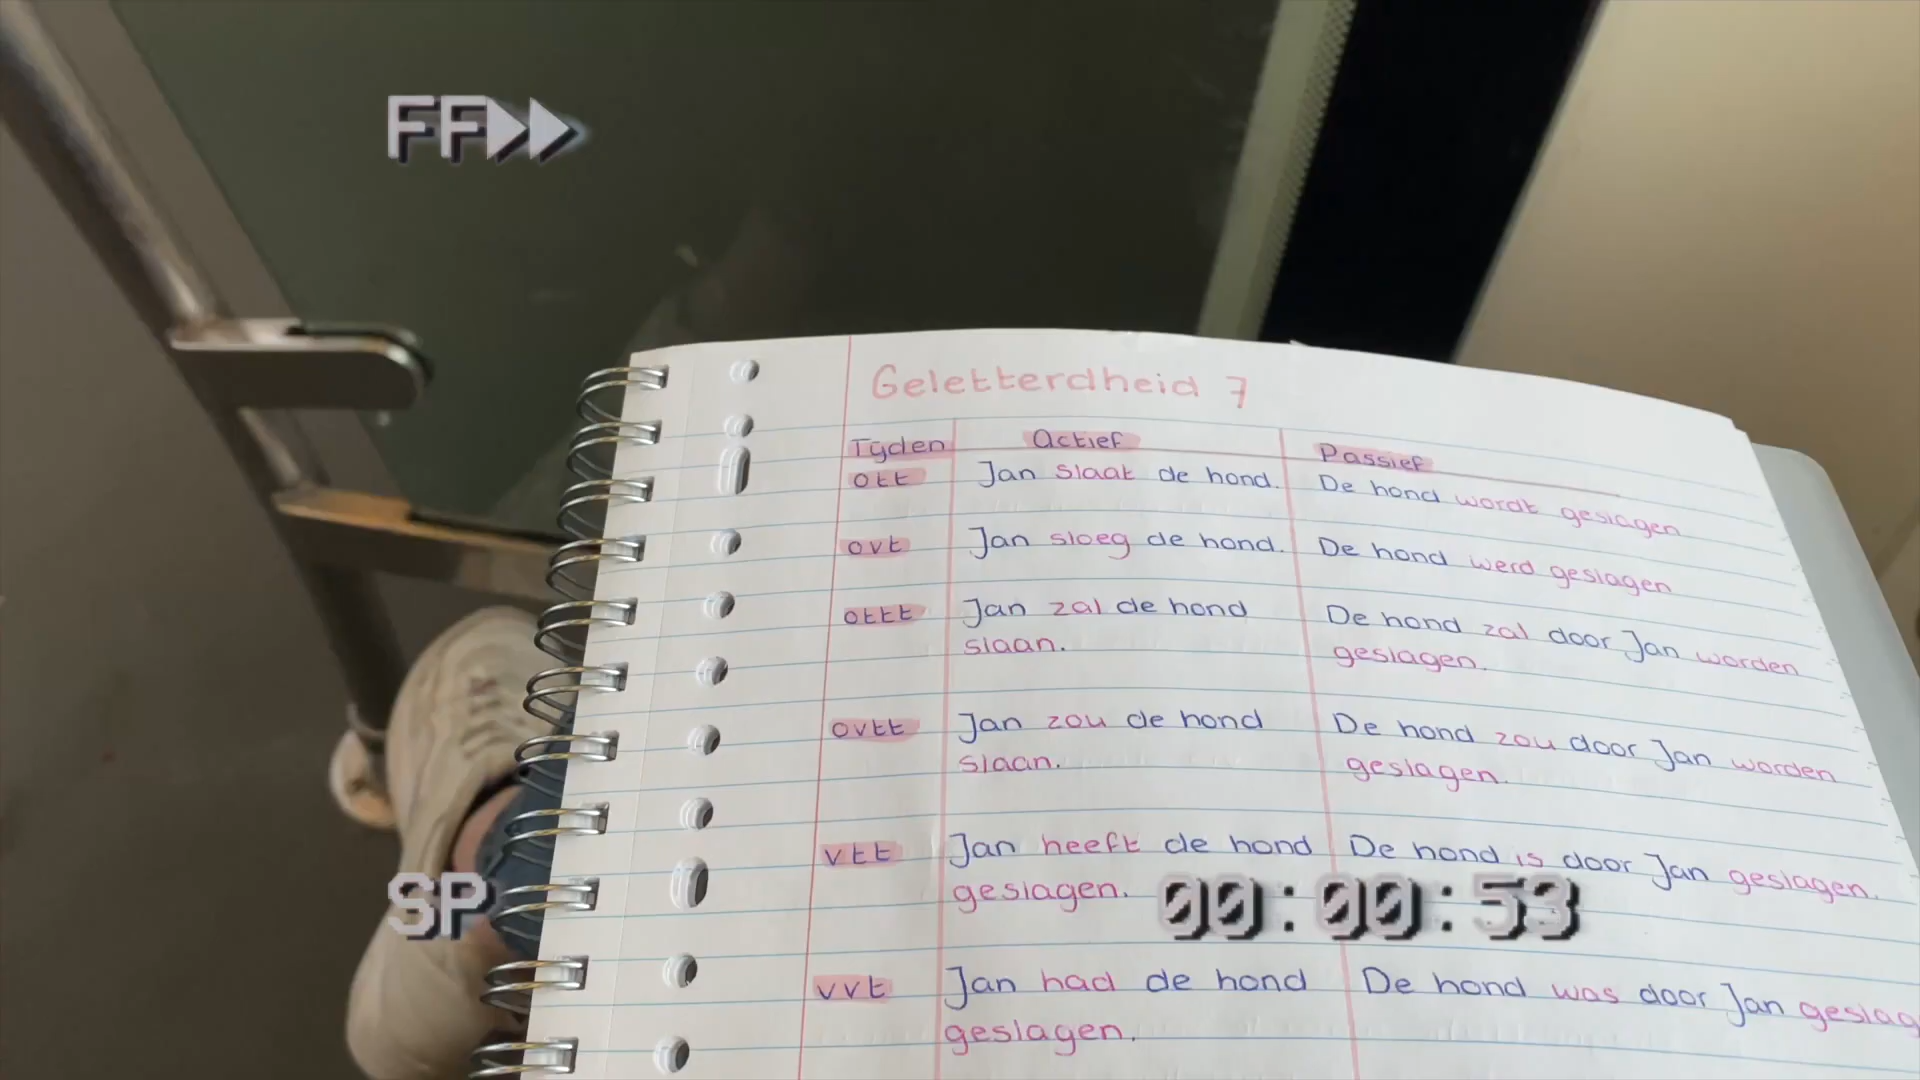 FF
Geletterdheid 7
Tijden Actief Passief
ott Jan slaat de hond. De hond wordt geslagen
ovt Jan sloeg de hond. De hond werd geslagen
ottt Jan zal de hond De hond zal door Jan worden
slaan. geslagen.
ovtt Jan zou de hond De hond zou door Jan worden
slaan. geslagen.
vtt Jan heeft de hond De hond is door Jan geslagen.
geslagen.
SP 00:00:53
vvt Jan had de hond De hond was door Jan geslag
geslagen.